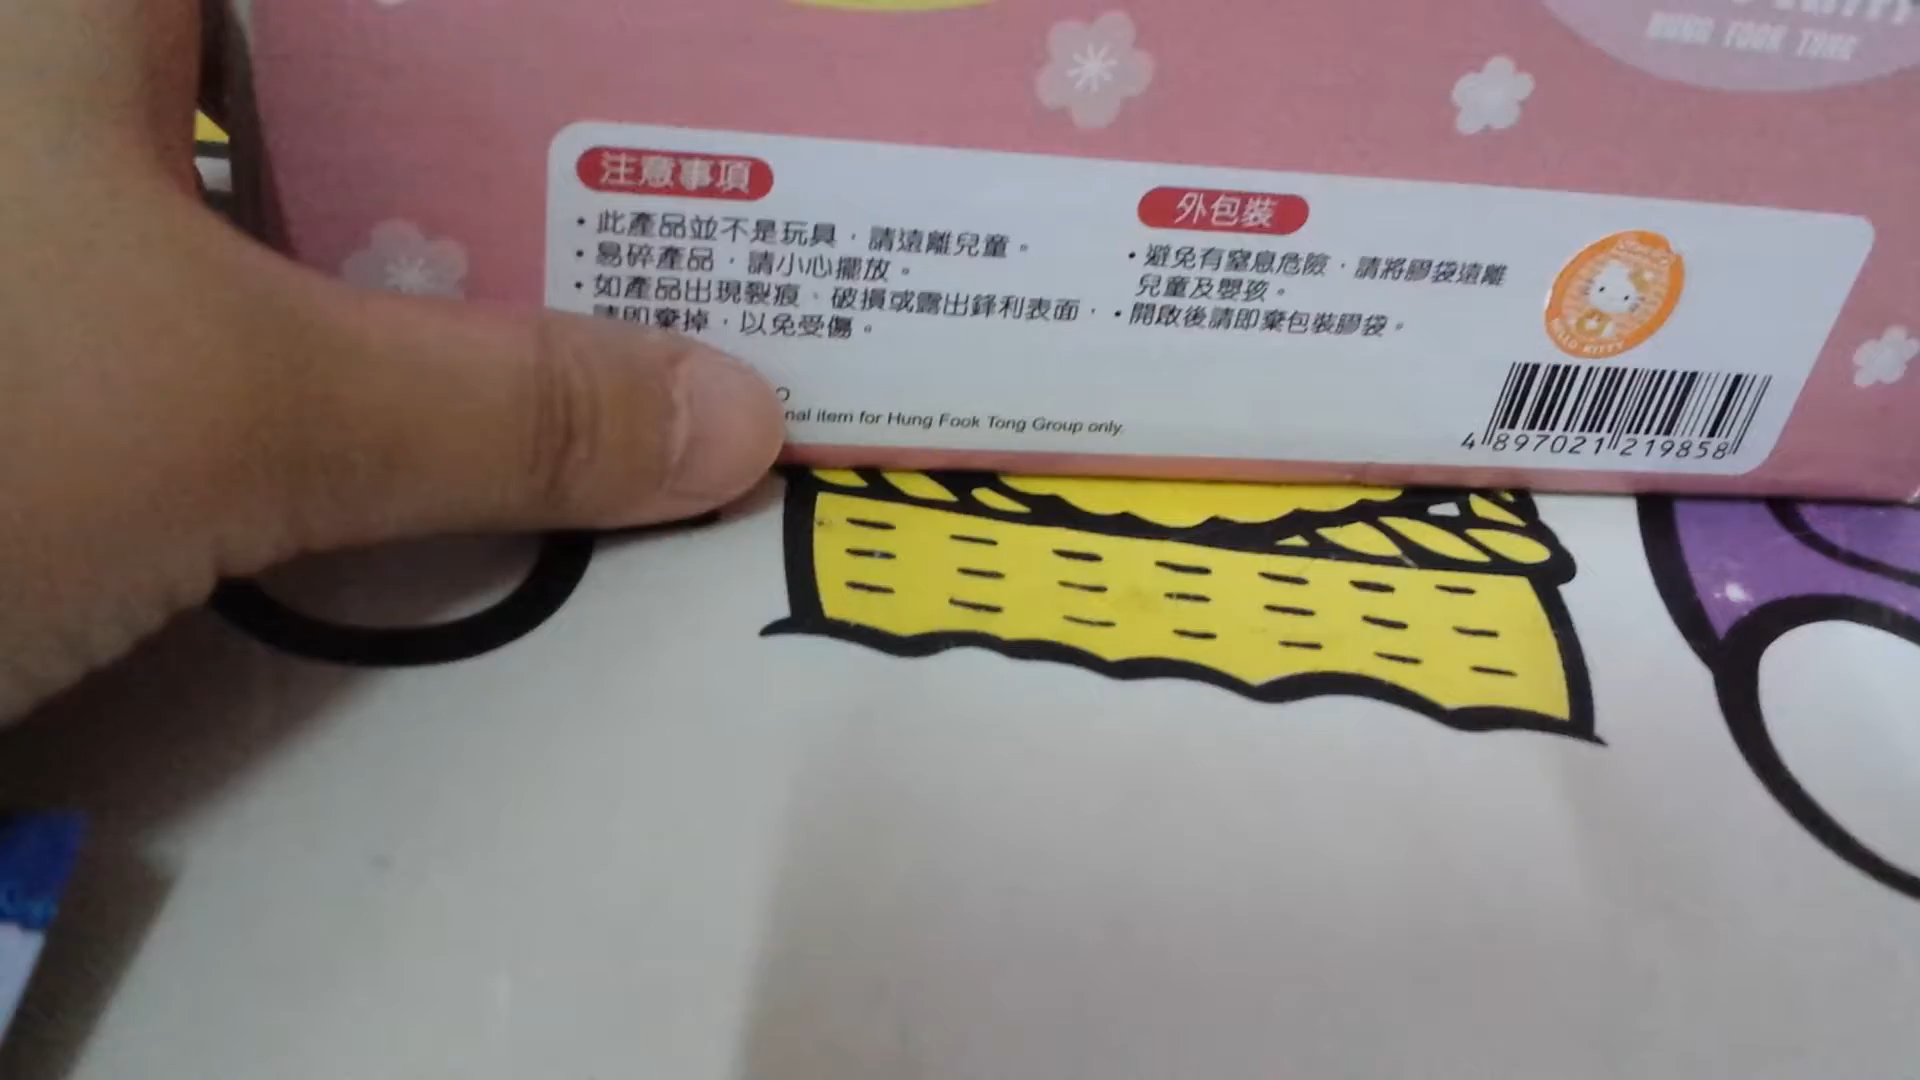 HUNG FOOK TONG
注意事項
・此產品並不是玩具，請遠離兒童。
・易碎產品，請小心擺放。
・如產品出現裂痕、破損或露出鋒利表面，
請即棄掉，以免受傷。
外包裝
・避免有窒息危險，請將膠袋遠離
兒童及嬰孩。
・開啟後請即棄包裝膠袋。
HELLO KITTY
item for Hung Fook Tong Group only.
4 897021 219858